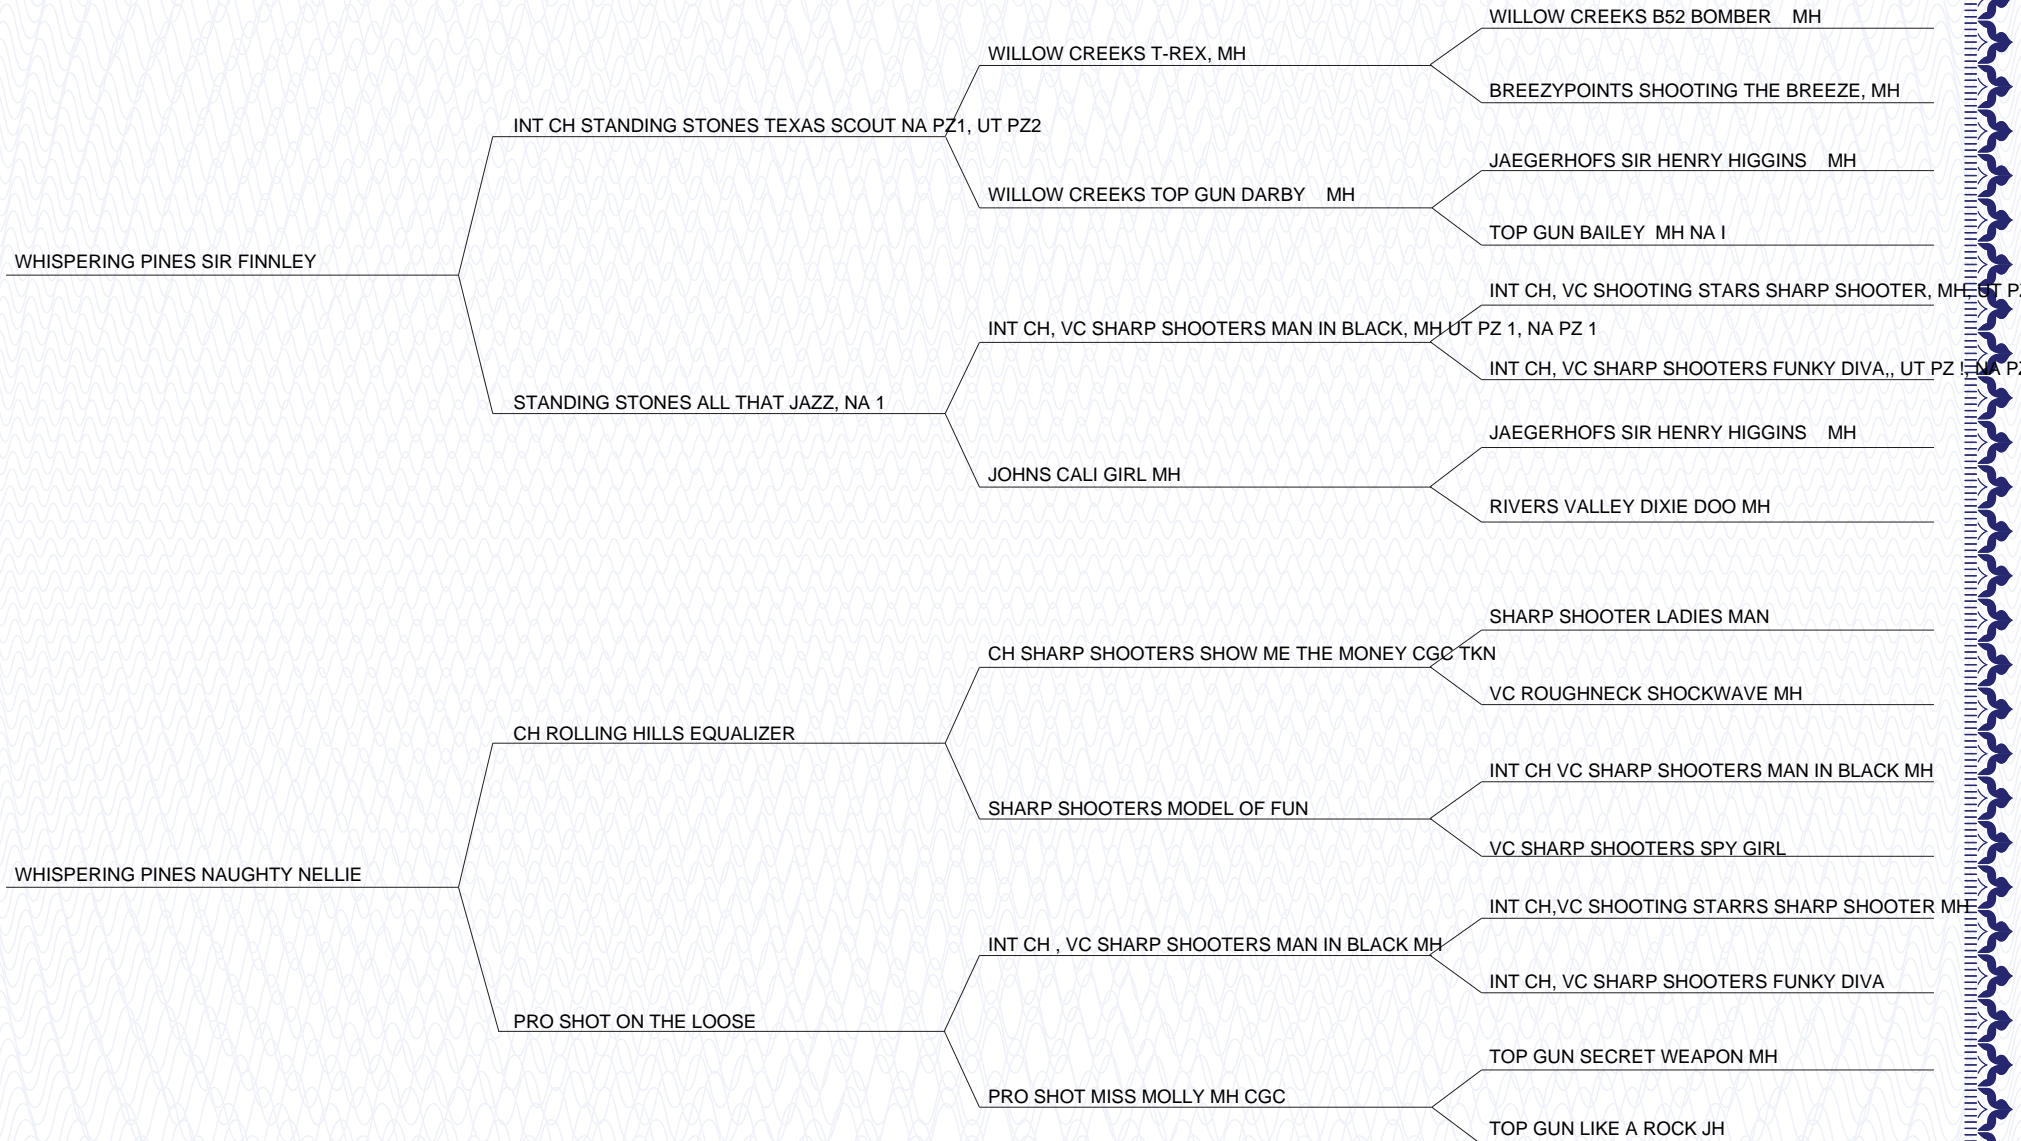 WILLOW CREEKS B52 BOMBER    MH
WILLOW CREEKS T-REX, MH
BREEZYPOINTS SHOOTING THE BREEZE, MH
INT CH STANDING STONES TEXAS SCOUT NA PZ1, UT PZ2
JAEGERHOFS SIR HENRY HIGGINS    MH
WILLOW CREEKS TOP GUN DARBY    MH
TOP GUN BAILEY  MH NA I
WHISPERING PINES SIR FINNLEY
INT CH, VC SHOOTING STARS SHARP SHOOTER, MH, UT PZ
INT CH, VC SHARP SHOOTERS MAN IN BLACK, MH UT PZ 1, NA PZ 1
INT CH, VC SHARP SHOOTERS FUNKY DIVA,, UT PZ !, NA PZ
STANDING STONES ALL THAT JAZZ, NA 1
JAEGERHOFS SIR HENRY HIGGINS    MH
JOHNS CALI GIRL MH
RIVERS VALLEY DIXIE DOO MH
SHARP SHOOTER LADIES MAN
CH SHARP SHOOTERS SHOW ME THE MONEY CGC TKN
VC ROUGHNECK SHOCKWAVE MH
CH ROLLING HILLS EQUALIZER
INT CH VC SHARP SHOOTERS MAN IN BLACK MH
SHARP SHOOTERS MODEL OF FUN
VC SHARP SHOOTERS SPY GIRL
WHISPERING PINES NAUGHTY NELLIE
INT CH,VC SHOOTING STARRS SHARP SHOOTER MH
INT CH , VC SHARP SHOOTERS MAN IN BLACK MH
INT CH, VC SHARP SHOOTERS FUNKY DIVA
PRO SHOT ON THE LOOSE
TOP GUN SECRET WEAPON MH
PRO SHOT MISS MOLLY MH CGC
TOP GUN LIKE A ROCK JH